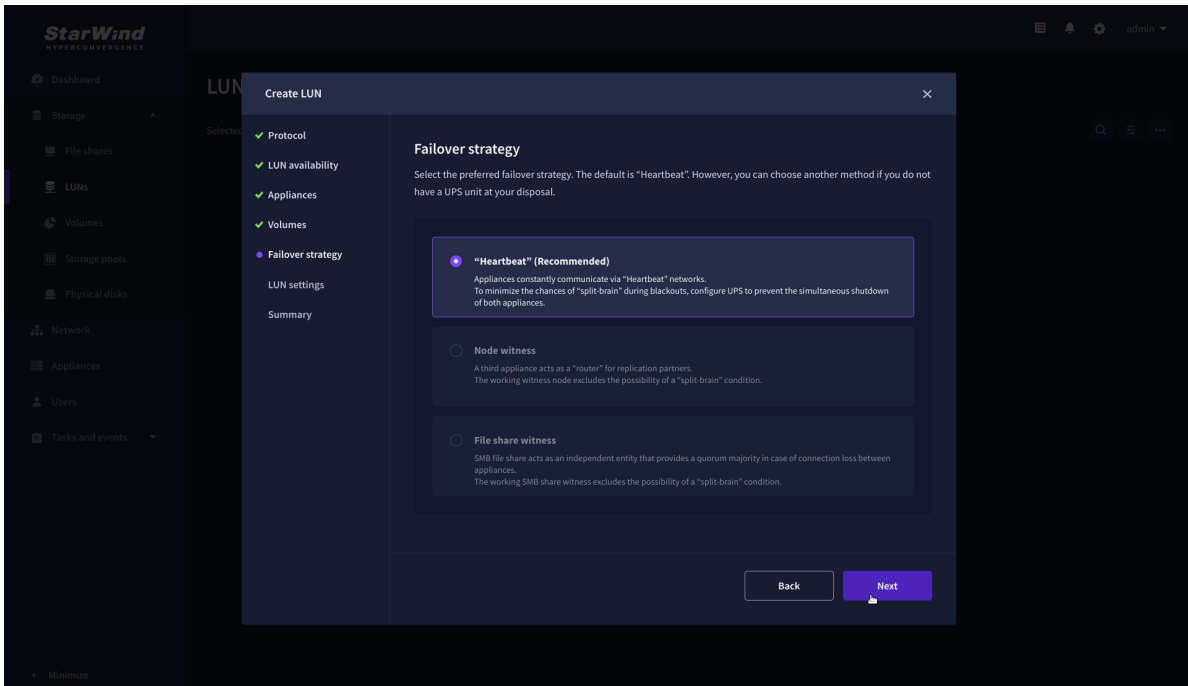 StarWind
HYPERCONVERGENCE
admin
Dashboard
Storage
File shares
LUNs
Volumes
Storage pools
Physical disks
Network
Appliances
Users
Tasks and events
Minimize
LUN
Selected
Create LUN
Protocol
LUN availability
Appliances
Volumes
Failover strategy
LUN settings
Summary
Failover strategy
Select the preferred failover strategy. The default is “Heartbeat”. However, you can choose another method if you do not
have a UPS unit at your disposal.
“Heartbeat” (Recommended)
Appliances constantly communicate via “Heartbeat” networks.
To minimize the chances of “split-brain” during blackouts, configure UPS to prevent the simultaneous shutdown
of both appliances.
Node witness
A third appliance acts as a “router” for replication partners.
The working witness node excludes the possibility of a “split-brain” condition.
File share witness
SMB file share acts as an independent entity that provides a quorum majority in case of connection loss between
appliances.
The working SMB share witness excludes the possibility of a “split-brain” condition.
Back
Next